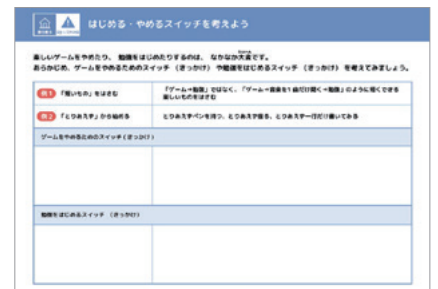 はじめる・やめるスイッチを考えよう
楽しいゲームをやめたり、勉強をはじめたりするのは、なかなか大変です。
あらかじめ、ゲームをやめるためのスイッチ（きっかけ）や勉強をはじめるスイッチ（きっかけ）を考えてみましょう。
例1 「軽いもの」をはさむ
「ゲーム→勉強」ではなく、「ゲーム→音楽を1曲だけ聞く→勉強」のように軽くできる
楽しいものをはさむ
例2 「とりあえず」から始める
とりあえずペンを持つ、とりあえず座る、とりあえず一行だけ書いてみる
ゲームをやめるためのスイッチ（きっかけ）
勉強をはじめるスイッチ（きっかけ）